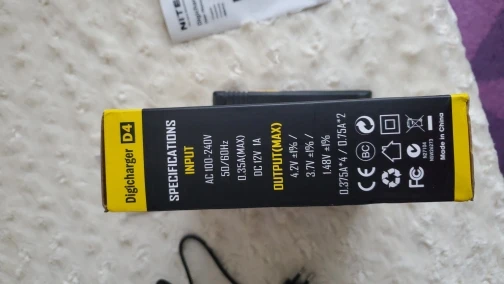 NITE
Digicharger D4
SPECIFICATIONS
INPUT
AC 100-240V
50/60Hz
0.35A(MAX)
DC 12V 1A
OUTPUT(MAX)
4.2V ±1% /
3.7V ±1% /
1.48V ±1%
0.375A*4 / 0.75A*2
CE BC
FC
Made in China